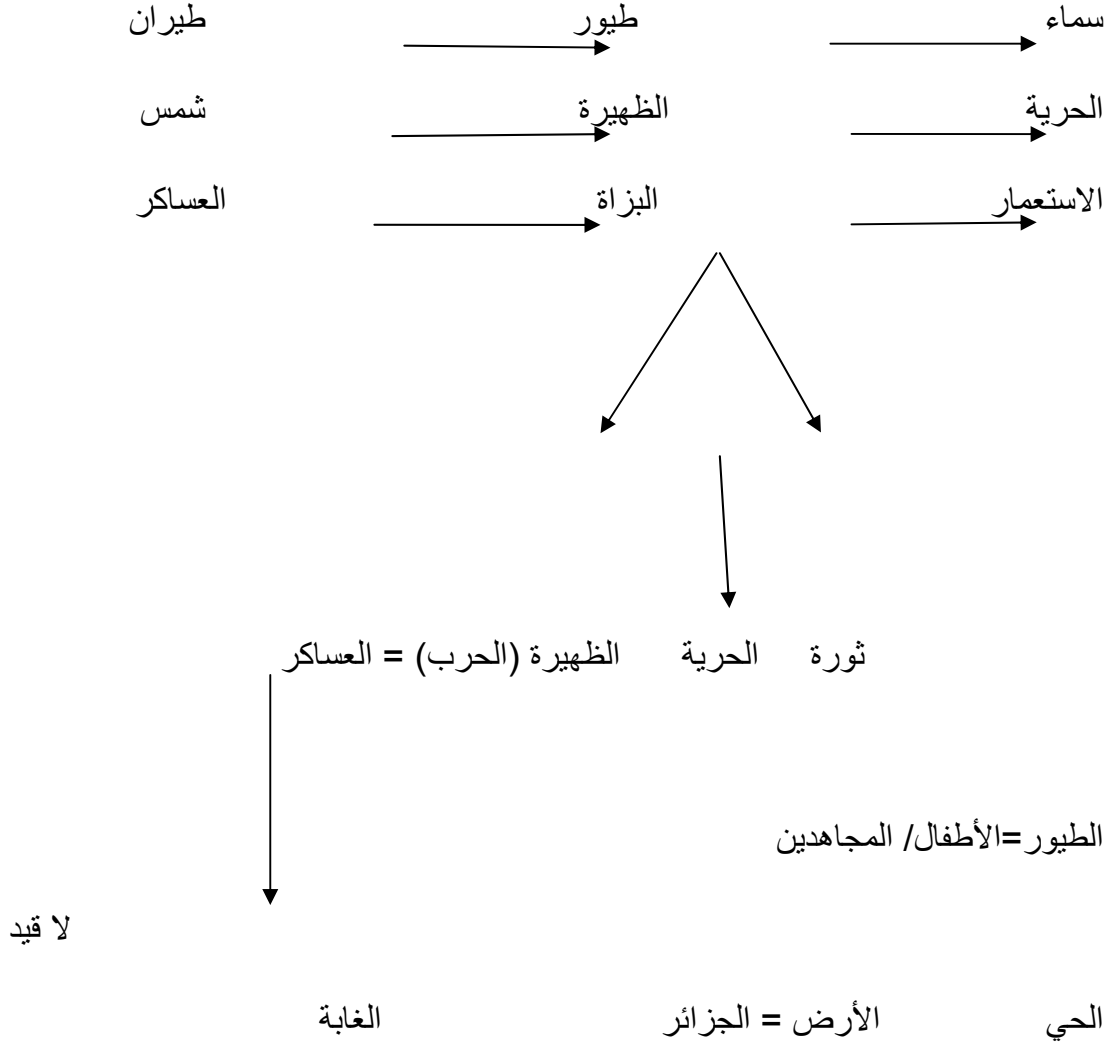 سماء طيور طيران
الحرية الظهيرة شمس
الاستعمار البزاة العساكر
ثورة الحرية الظهيرة (الحرب) = العساكر
الطيور=الأطفال/ المجاهدين
لا قيد
الحي الأرض = الجزائر الغابة